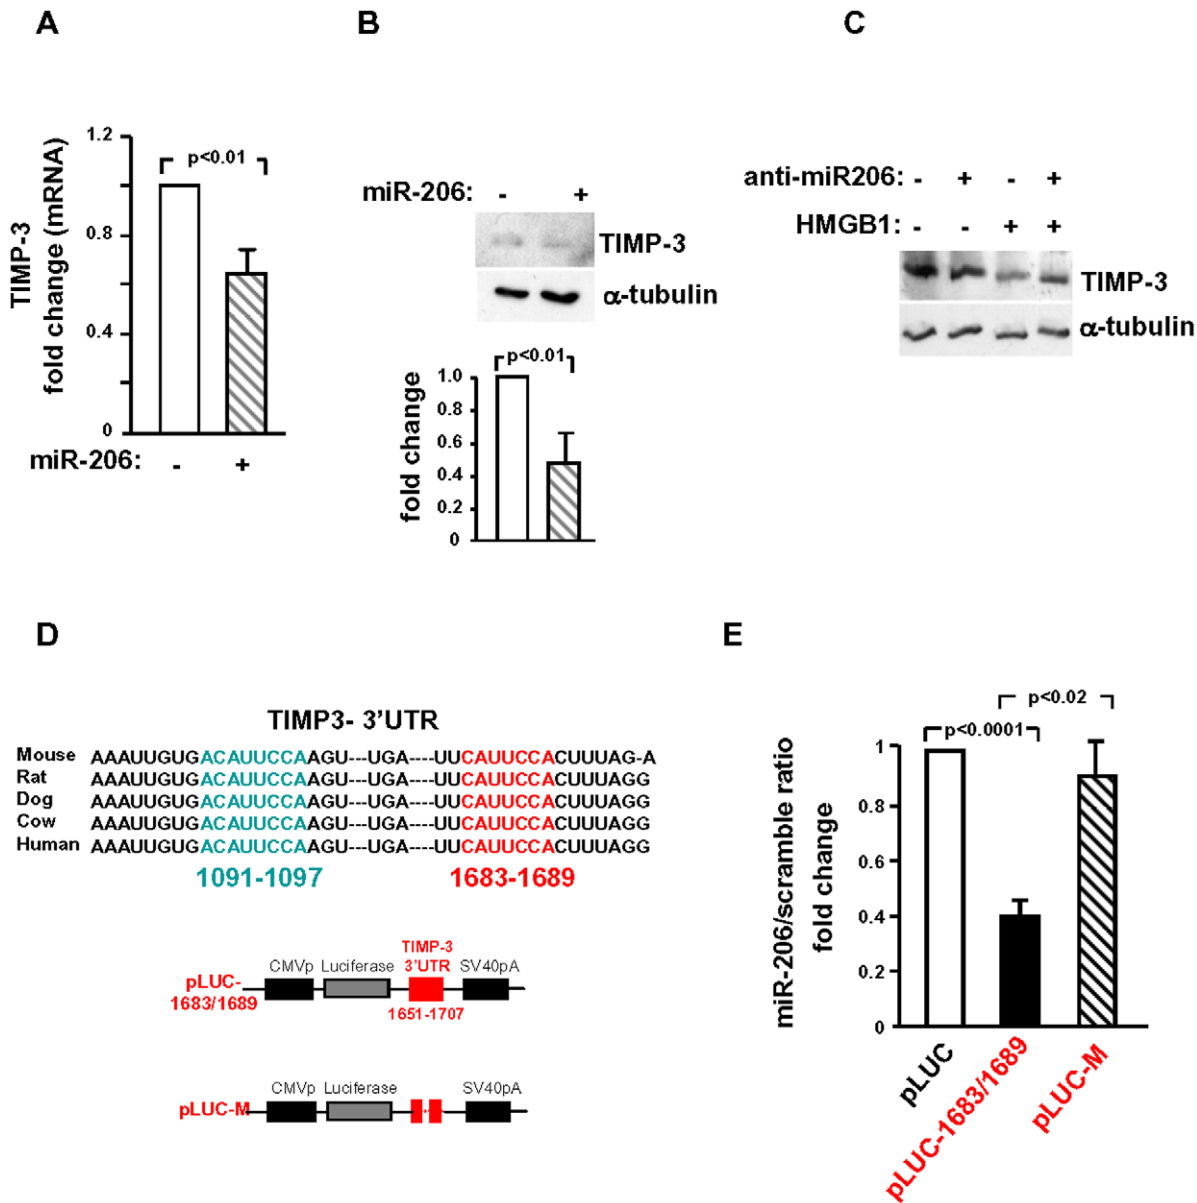 A
TIMP-3
fold change (mRNA)
1.2
0.8
0.4
0
p<0.01
miR-206: - +
B
miR-206: - +
TIMP-3
α-tubulin
fold change
p<0.01
1.0
0.8
0.6
0.4
0.2
0
C
anti-miR206: - + - +
HMGB1: - - + +
TIMP-3
α-tubulin
D
TIMP3- 3'UTR
Mouse AAAUUGUGACAUUCCAAGU---UGA----UUCAUUCCACUUUAG-A
Rat AAAUUGUGACAUUCCAAGU---UGA----UUCAUUCCACUUUAGG
Dog AAAUUGUGACAUUCCAAGU---UGA----UUCAUUCCACUUUAGG
Cow AAAUUGUGACAUUCCAAGU---UGA----UUCAUUCCACUUUAGG
Human AAAUUGUGACAUUCCAAGU---UGA----UUCAUUCCACUUUAGG
1091-1097 1683-1689
TIMP-3
CMVp Luciferase 3'UTR SV40pA
pLUC-
1683/1689
1651-1707
CMVp Luciferase SV40pA
pLUC-M
E
miR-206/scramble ratio
fold change
p<0.02
p<0.0001
1
0.8
0.6
0.4
0.2
0
pLUC
pLUC-1683/1689
pLUC-M